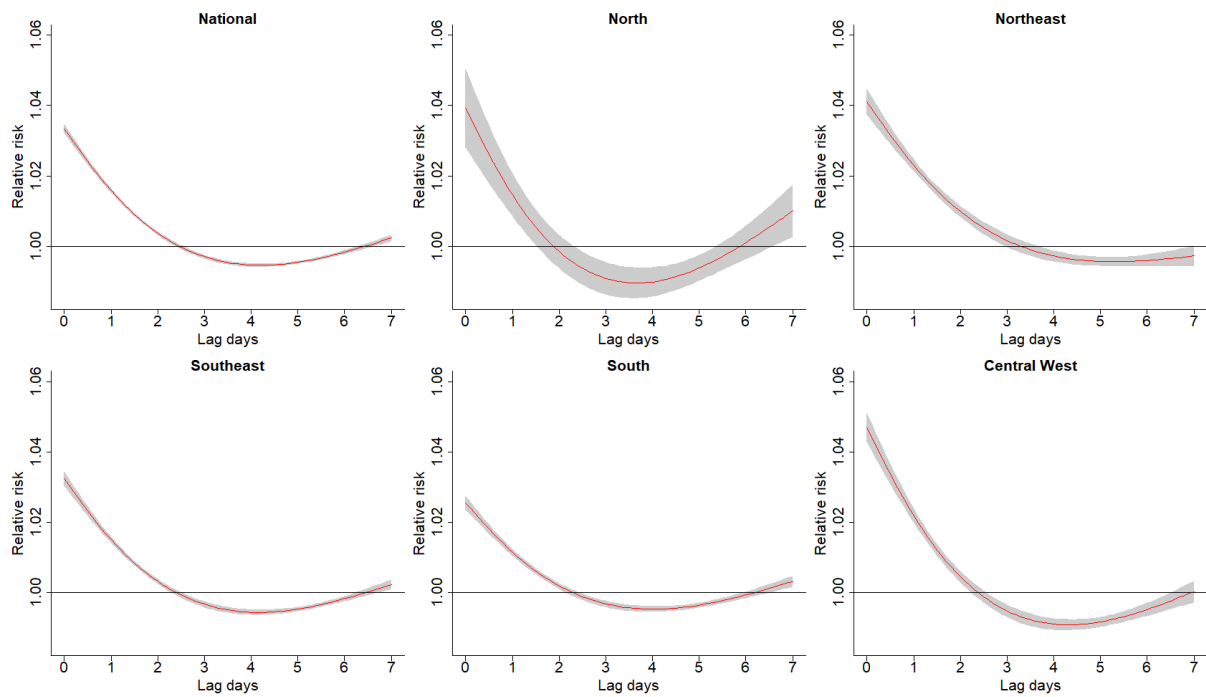 National
Relative risk
1.00 1.02 1.04 1.06
0 1 2 3 4 5 6 7
Lag days
North
Relative risk
1.00 1.02 1.04 1.06
0 1 2 3 4 5 6 7
Lag days
Northeast
Relative risk
1.00 1.02 1.04 1.06
0 1 2 3 4 5 6 7
Lag days
Southeast
Relative risk
1.00 1.02 1.04 1.06
0 1 2 3 4 5 6 7
Lag days
South
Relative risk
1.00 1.02 1.04 1.06
0 1 2 3 4 5 6 7
Lag days
Central West
Relative risk
1.00 1.02 1.04 1.06
0 1 2 3 4 5 6 7
Lag days